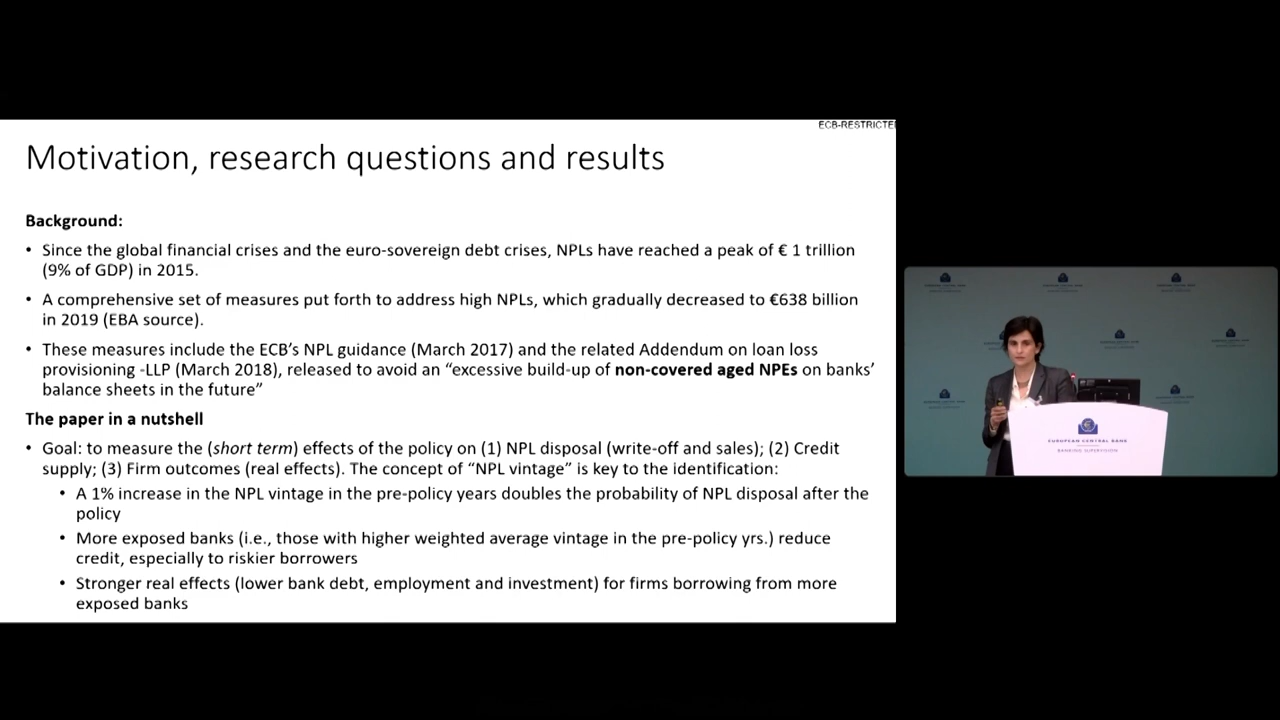 ECB-RESTRICTE
Motivation, research questions and results
Background:
• Since the global financial crises and the euro-sovereign debt crises, NPLs have reached a peak of € 1 trillion
(9% of GDP) in 2015.
• A comprehensive set of measures put forth to address high NPLs, which gradually decreased to €638 billion
in 2019 (EBA source).
• These measures include the ECB’s NPL guidance (March 2017) and the related Addendum on loan loss
provisioning -LLP (March 2018), released to avoid an “excessive build-up of non-covered aged NPEs on banks’
balance sheets in the future”
The paper in a nutshell
• Goal: to measure the (short term) effects of the policy on (1) NPL disposal (write-off and sales); (2) Credit
supply; (3) Firm outcomes (real effects). The concept of “NPL vintage” is key to the identification:
• A 1% increase in the NPL vintage in the pre-policy years doubles the probability of NPL disposal after the
policy
• More exposed banks (i.e., those with higher weighted average vintage in the pre-policy yrs.) reduce
credit, especially to riskier borrowers
• Stronger real effects (lower bank debt, employment and investment) for firms borrowing from more
exposed banks
EUROPEAN CENTRAL BANK
BANKING SUPERVISION